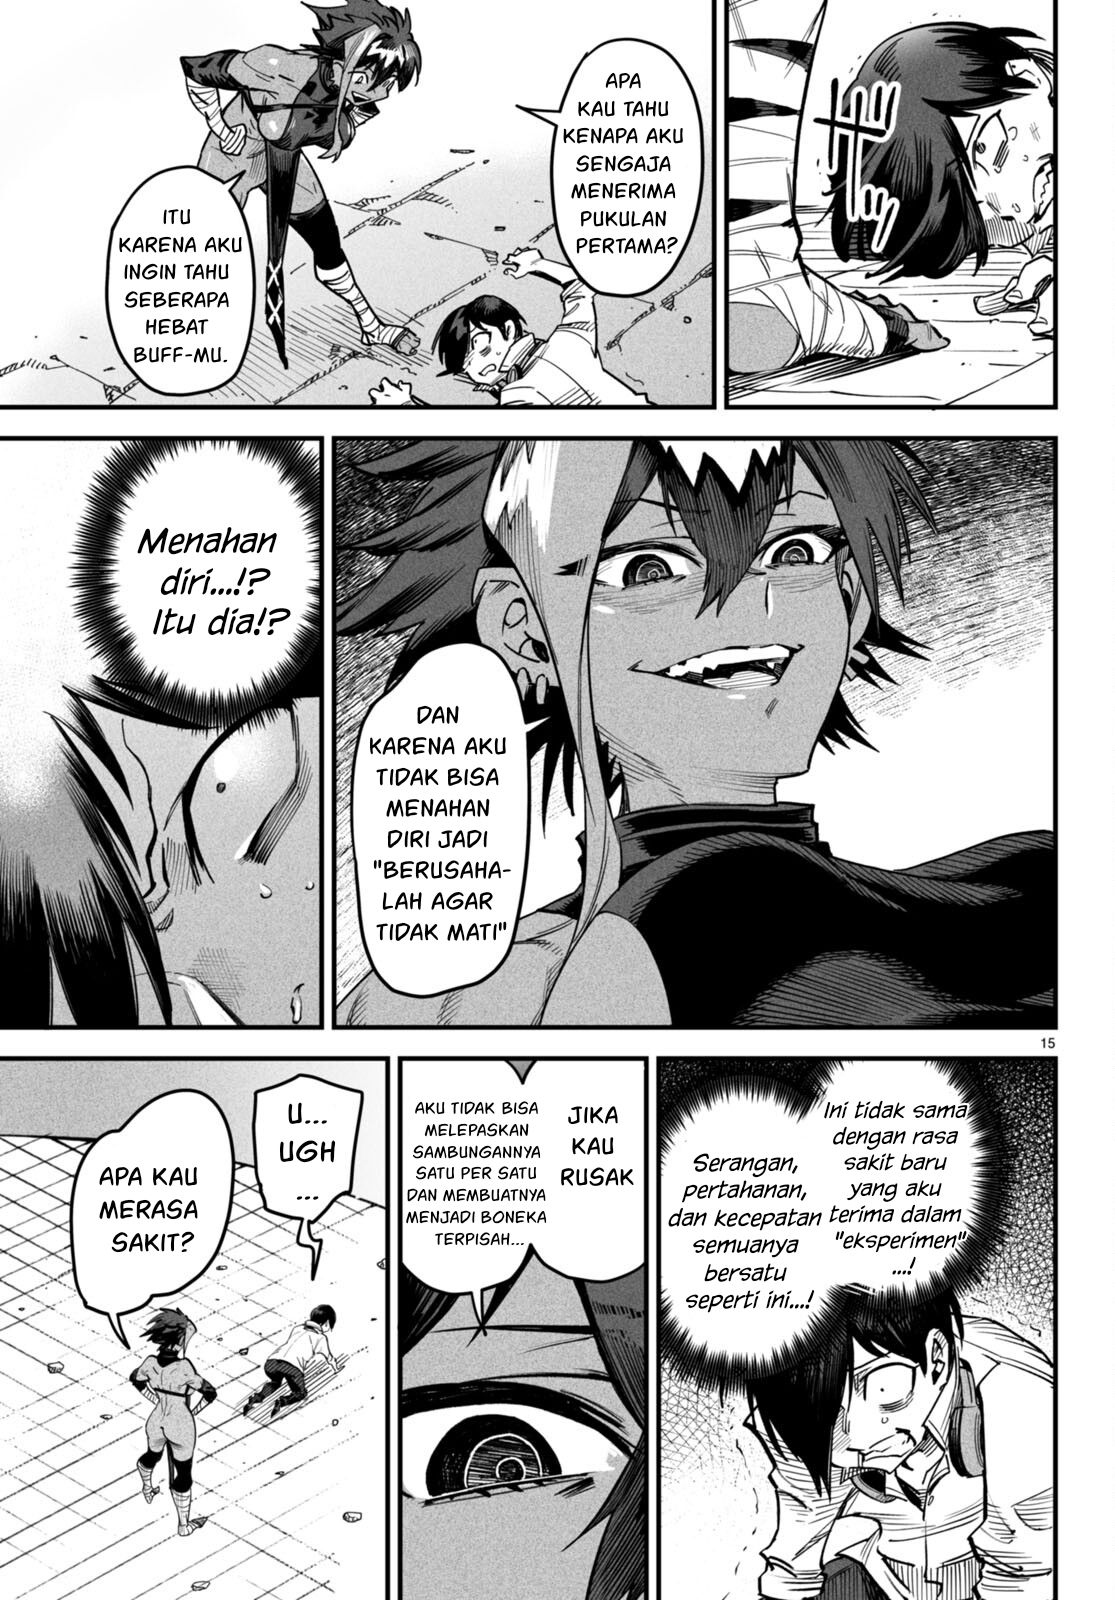 ザッ
APA
KAU TAHU
KENAPA AKU
SENGAJA
MENERIMA
PUKULAN
PERTAMA?
ITU
KARENA AKU
INGIN TAHU
SEBERAPA
HEBAT
BUFF-MU.
DAN
KARENA AKU
TIDAK BISA
MENAHAN
DIRI JADI
"BERUSAHA-
LAH AGAR
TIDAK MATI"
Menahan
diri...!?
Itu dia!?
15
Ini tidak sama
dengan rasa
sakit baru
yang aku
terima dalam
"eksperimen"
....!
Serangan,
pertahanan,
dan kecepatan
semuanya
bersatu
seperti ini....!
JIKA
KAU
RUSAK
AKU TIDAK BISA
MELEPASKAN
SAMBUNGANNYA
SATU PER SATU
DAN MEMBUATNYA
MENJADI BONEKA
TERPISAH...
U...
UGH
...
APA KAU
MERASA
SAKIT?